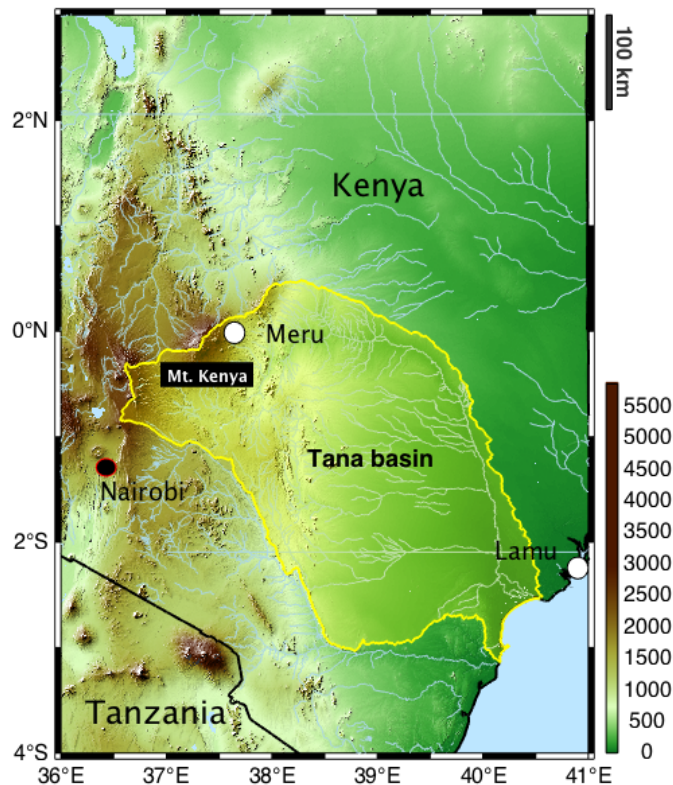 100 km
2°N
Kenya
0°N
Meru
Mt. Kenya
Tana basin
Nairobi
2°S
Lamu
Tanzania
4°S
36°E
37°E
38°E
39°E
40°E
41°E
5500
5000
4500
4000
3500
3000
2500
2000
1500
1000
500
0